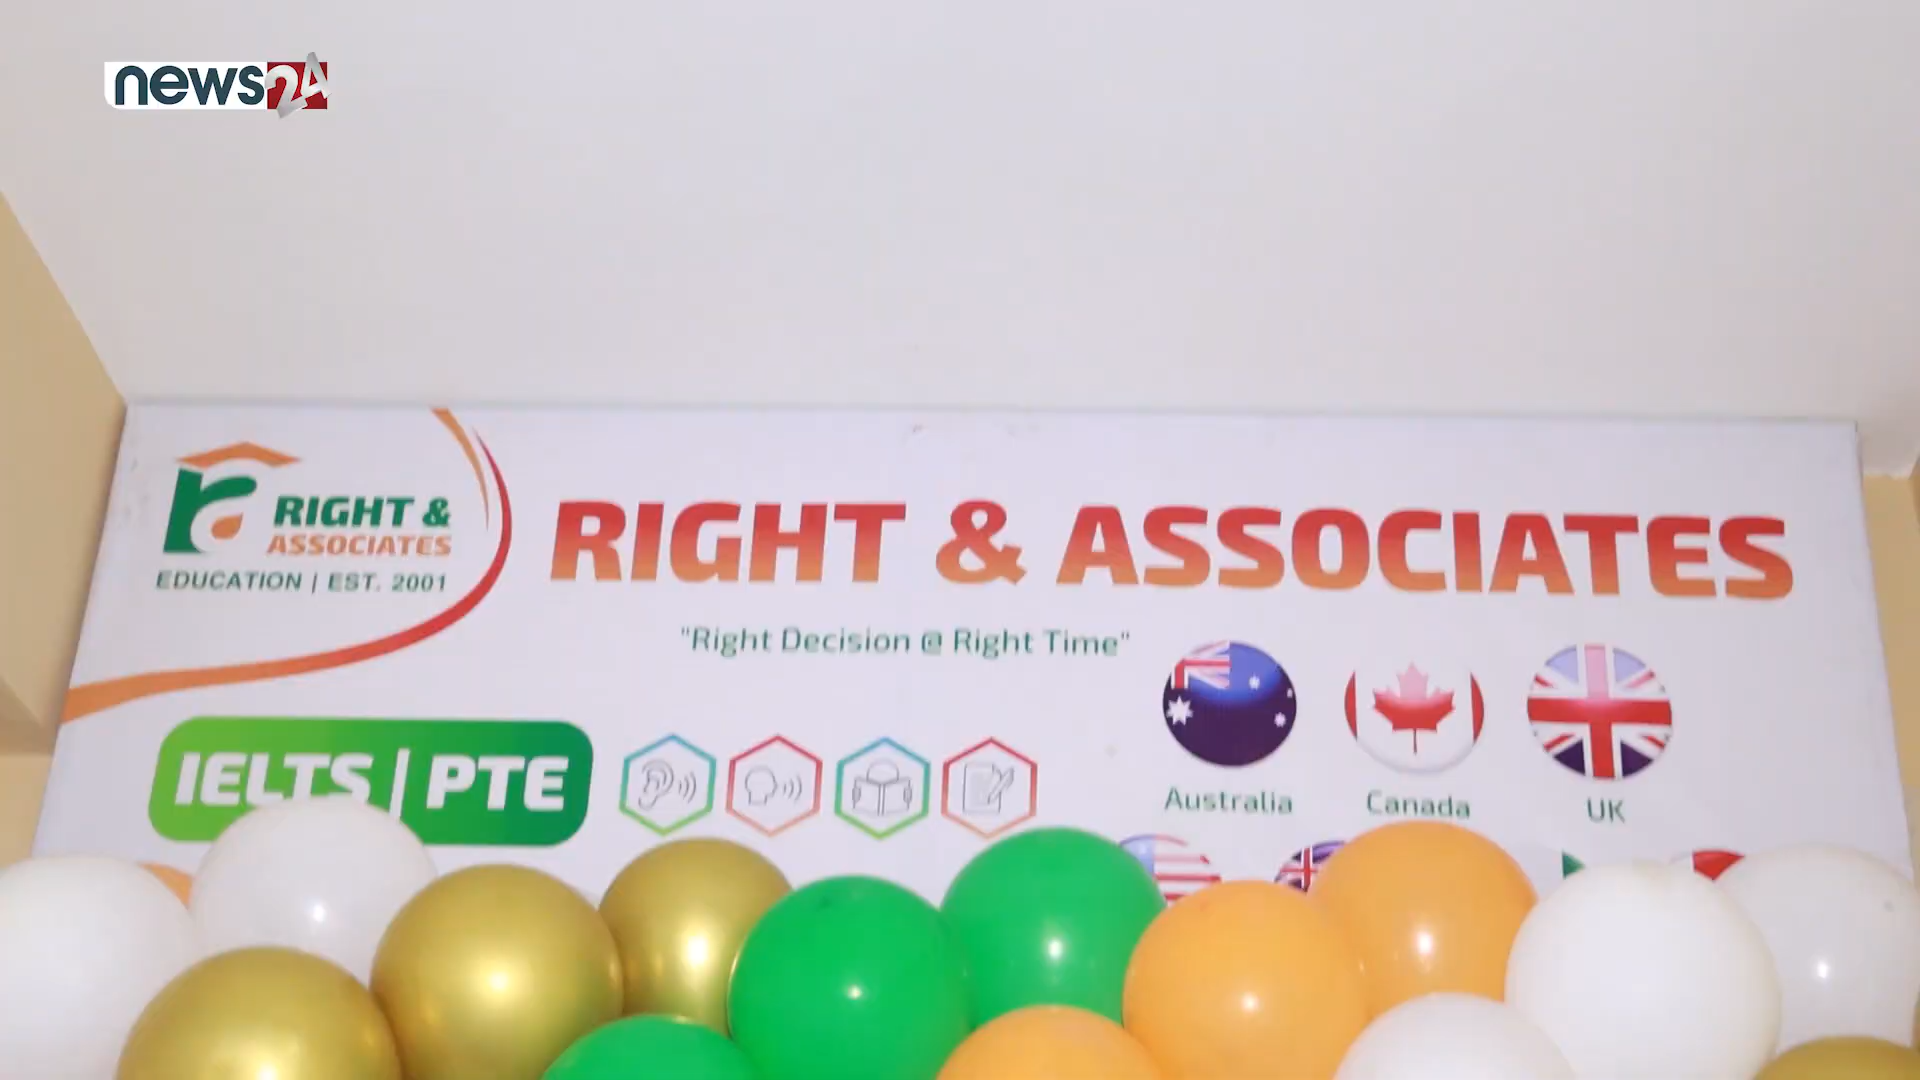 news24
RIGHT &
ASSOCIATES
EDUCATION | EST. 2001
RIGHT & ASSOCIATES
"Right Decision @ Right Time"
IELTS | PTE
Australia
Canada
UK